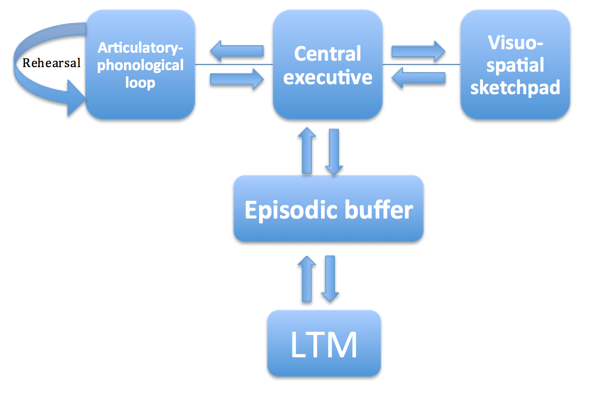 Rehearsal
Articulatory-
phonological
loop
Central
executive
Visuo-
spatial
sketchpad
Episodic buffer
LTM